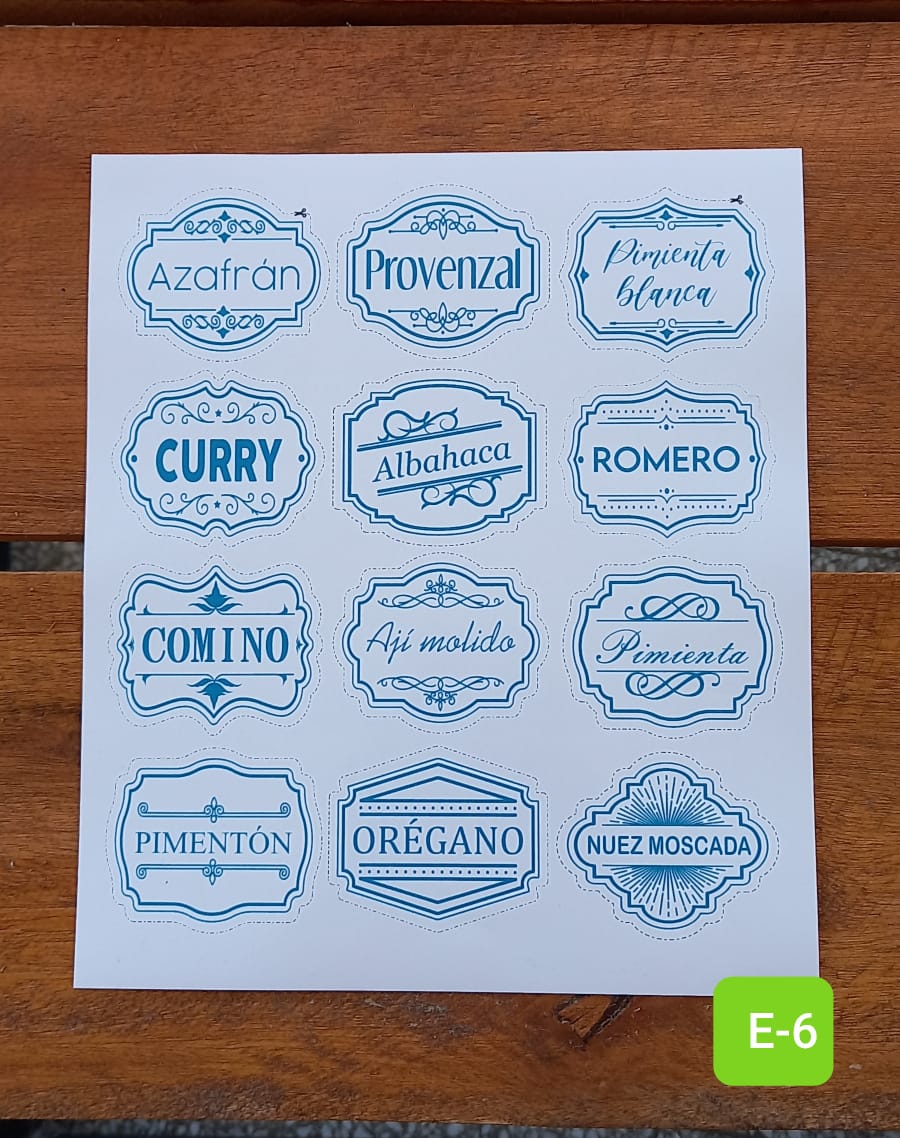 Azafrán
Provenzal
Pimienta
blanca
CURRY
Albahaca
ROMERO
COMINO
Ají molido
Pimienta
PIMENTÓN
ORÉGANO
NUEZ MOSCADA
E-6